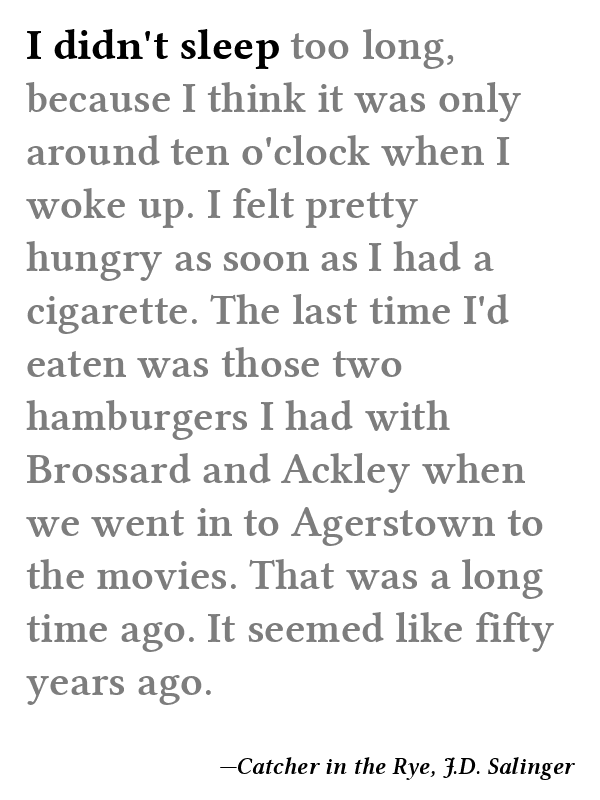 I didn't sleep too long,
because I think it was only
around ten o'clock when I
woke up. I felt pretty
hungry as soon as I had a
cigarette. The last time I'd
eaten was those two
hamburgers I had with
Brossard and Ackley when
we went in to Agerstown to
the movies. That was a long
time ago. It seemed like fifty
years ago.
—Catcher in the Rye, J.D. Salinger